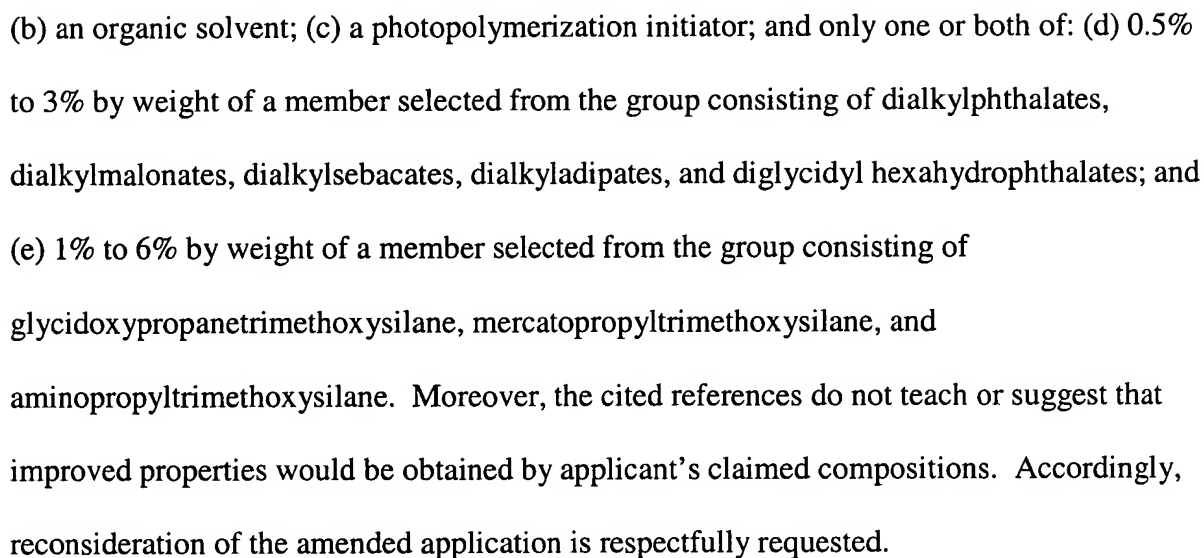 (b) an organic solvent; (c) a photopolymerization initiator; and only one or both of: (d) 0.5%
to 3% by weight of a member selected from the group consisting of dialkylphthalates,
dialkylmalonates, dialkylsebacates, dialkyladipates, and diglycidyl hexahydrophthalates; and
(e) 1% to 6% by weight of a member selected from the group consisting of
glycidoxypropanetrimethoxysilane, mercatopropyltrimethoxysilane, and
aminopropyltrimethoxysilane.  Moreover, the cited references do not teach or suggest that
improved properties would be obtained by applicant's claimed compositions.  Accordingly,
reconsideration of the amended application is respectfully requested.